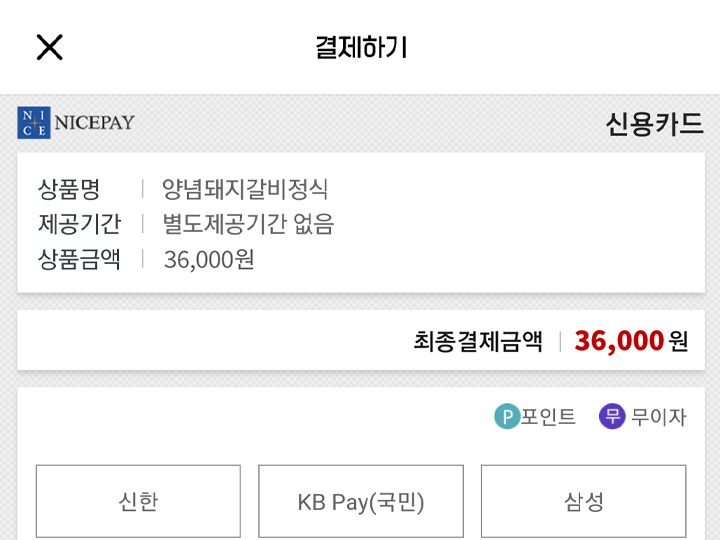 결제하기
NICE NICEPAY 신용카드
상품명 양념돼지갈비정식
제공기간 별도제공기간 없음
상품금액 36,000원
최종결제금액 36,000원
P 포인트 무 무이자
신한 KB Pay(국민) 삼성